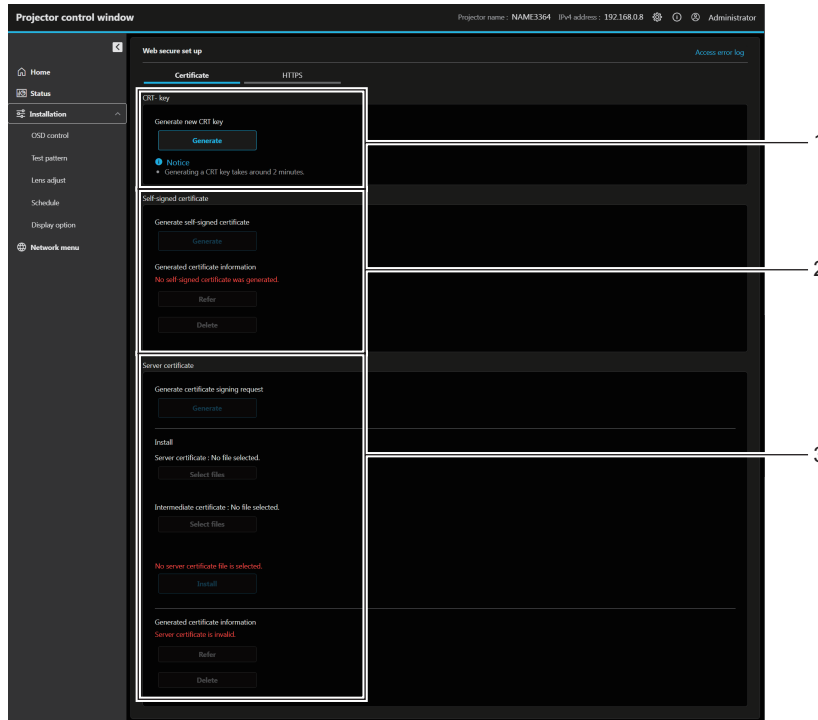 Projector control window
Projector name : NAME3364 IPv4 address : 192.168.0.8 Administrator
Web secure set up
Access error log
Home
Status
Installation
OSD control
Test pattern
Lens adjust
Schedule
Display option
Network menu
Certificate HTTPS
CRT- key
Generate new CRT key
Generate
Notice
• Generating a CRT key takes around 2 minutes.
1
Self-signed certificate
Generate self-signed certificate
Generate
Generated certificate information
No self-signed certificate was generated.
Refer
Delete
2
Server certificate
Generate certificate signing request
Generate
Install
Server certificate : No file selected.
Select files
Intermediate certificate : No file selected.
Select files
No server certificate file is selected.
Install
Generated certificate information
Server certificate is invalid.
Refer
Delete
3